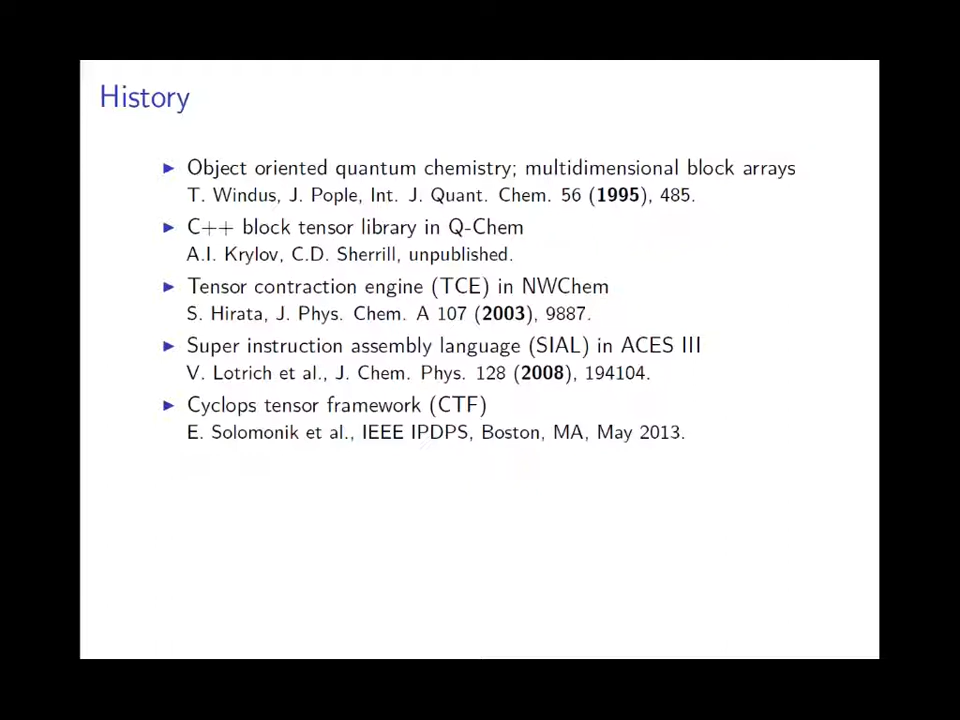 History
▶ Object oriented quantum chemistry; multidimensional block arrays
T. Windus, J. Pople, Int. J. Quant. Chem. 56 (1995), 485.
▶ C++ block tensor library in Q-Chem
A.I. Krylov, C.D. Sherrill, unpublished.
▶ Tensor contraction engine (TCE) in NWChem
S. Hirata, J. Phys. Chem. A 107 (2003), 9887.
▶ Super instruction assembly language (SIAL) in ACES III
V. Lotrich et al., J. Chem. Phys. 128 (2008), 194104.
▶ Cyclops tensor framework (CTF)
E. Solomonik et al., IEEE IPDPS, Boston, MA, May 2013.